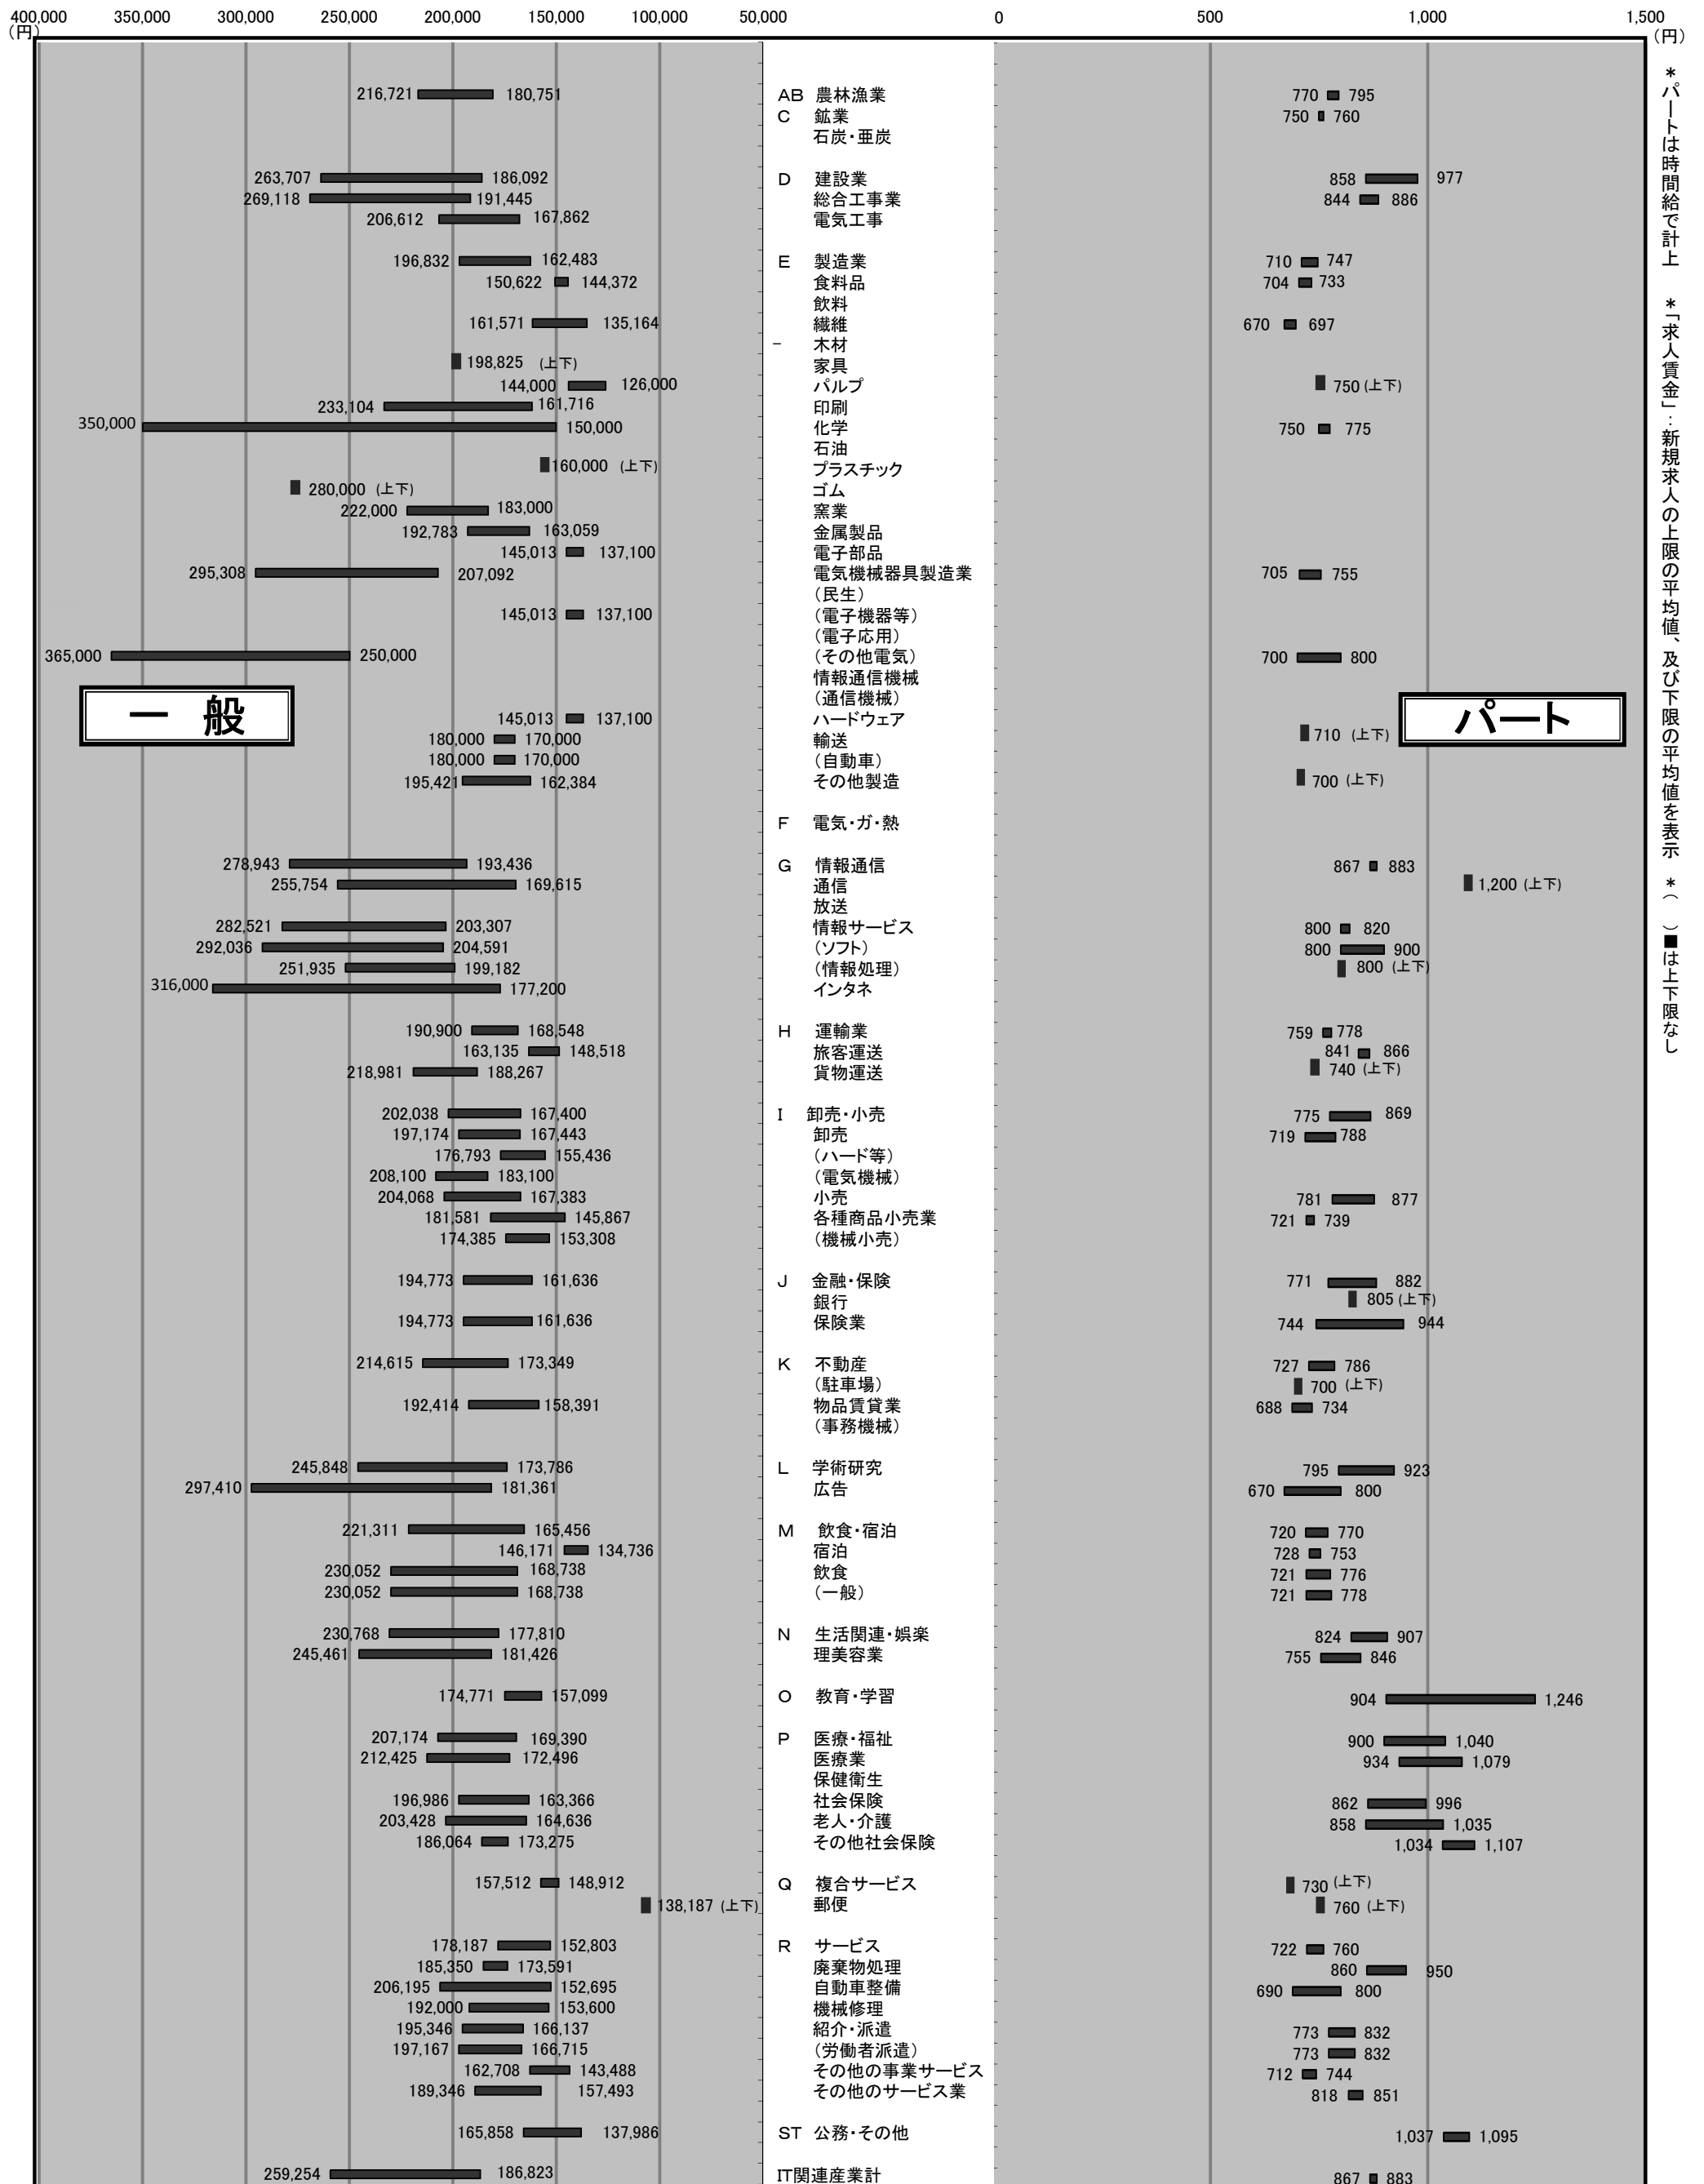 400,000 350,000 300,000 250,000 200,000 150,000 100,000 50,000 0 500 1,000 1,500
(円) (円)
216,721 180,751 AB 農林漁業 770 795
C 鉱業 750 760
石炭・亜炭
263,707 186,092 D 建設業 858 977
269,118 191,445 総合工事業 844 886
206,612 167,862 電気工事
196,832 162,483 E 製造業 710 747
150,622 144,372 食料品 704 733
飲料
161,571 135,164 繊維 670 697
− 木材
198,825 (上下) 家具
144,000 126,000 パルプ 750 (上下)
233,104 161,716 印刷
350,000 150,000 化学 750 775
石油
160,000 (上下) プラスチック
280,000 (上下) ゴム
222,000 183,000 窯業
192,783 163,059 金属製品
145,013 137,100 電子部品
295,308 207,092 電気機械器具製造業 705 755
(民生)
145,013 137,100 (電子機器等)
(電子応用)
365,000 250,000 (その他電気) 700 800
情報通信機械
(通信機械)
一 般 パート
145,013 137,100 ハードウェア
180,000 170,000 輸送 710 (上下)
180,000 170,000 (自動車)
195,421 162,384 その他製造 700 (上下)
F 電気・ガ・熱
278,943 193,436 G 情報通信 867 883
255,754 169,615 通信 1,200 (上下)
放送
282,521 203,307 情報サービス 800 820
292,036 204,591 (ソフト) 800 900
251,935 199,182 (情報処理) 800 (上下)
316,000 177,200 インタネ
190,900 168,548 H 運輸業 759 778
163,135 148,518 旅客運送 841 866
218,981 188,267 貨物運送 740 (上下)
202,038 167,400 I 卸売・小売 775 869
197,174 167,443 卸売 719 788
176,793 155,436 (ハード等)
208,100 183,100 (電気機械)
204,068 167,383 小売 781 877
181,581 145,867 各種商品小売業 721 739
174,385 153,308 (機械小売)
194,773 161,636 J 金融・保険 771 882
銀行 805 (上下)
194,773 161,636 保険業 744 944
214,615 173,349 K 不動産 727 786
(駐車場) 700 (上下)
192,414 158,391 物品賃貸業 688 734
(事務機械)
245,848 173,786 L 学術研究 795 923
297,410 181,361 広告 670 800
221,311 165,456 M 飲食・宿泊 720 770
146,171 134,736 宿泊 728 753
230,052 168,738 飲食 721 776
230,052 168,738 (一般) 721 778
230,768 177,810 N 生活関連・娯楽 824 907
245,461 181,426 理美容業 755 846
174,771 157,099 O 教育・学習 904 1,246
207,174 169,390 P 医療・福祉 900 1,040
212,425 172,496 医療業 934 1,079
保健衛生
196,986 163,366 社会保険 862 996
203,428 164,636 老人・介護 858 1,035
186,064 173,275 その他社会保険 1,034 1,107
157,512 148,912 Q 複合サービス 730 (上下)
138,187 (上下) 郵便 760 (上下)
178,187 152,803 R サービス 722 760
185,350 173,591 廃棄物処理 860 950
206,195 152,695 自動車整備 690 800
192,000 153,600 機械修理
195,346 166,137 紹介・派遣 773 832
197,167 166,715 (労働者派遣) 773 832
162,708 143,488 その他の事業サービス 712 744
189,346 157,493 その他のサービス業 818 851
165,858 137,986 ST 公務・その他 1,037 1,095
259,254 186,823 IT関連産業計 867 883
*パートは時間給で計上 *「求人賃金」:新規求人の上限の平均値、及び下限の平均値を表示 *( )■は上下限なし